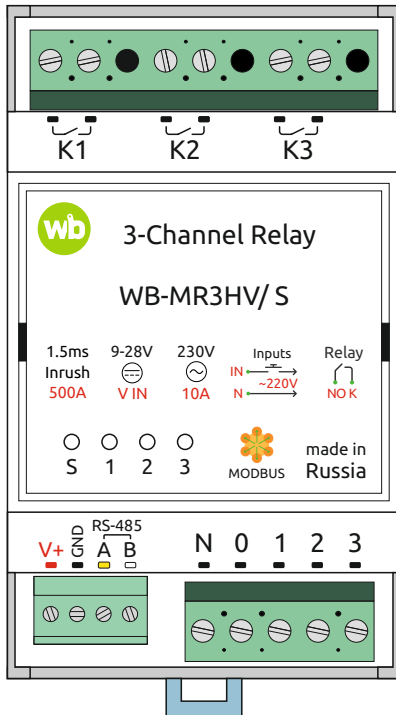 K1 K2 K3
wb 3-Channel Relay
WB-MR3HV/ S
1.5ms 9-28V 230V Inputs Relay
Inrush IN
500A V IN 10A N ~220V NO K
S 1 2 3 MODBUS made in
Russia
RS-485
V+ GND A B N 0 1 2 3